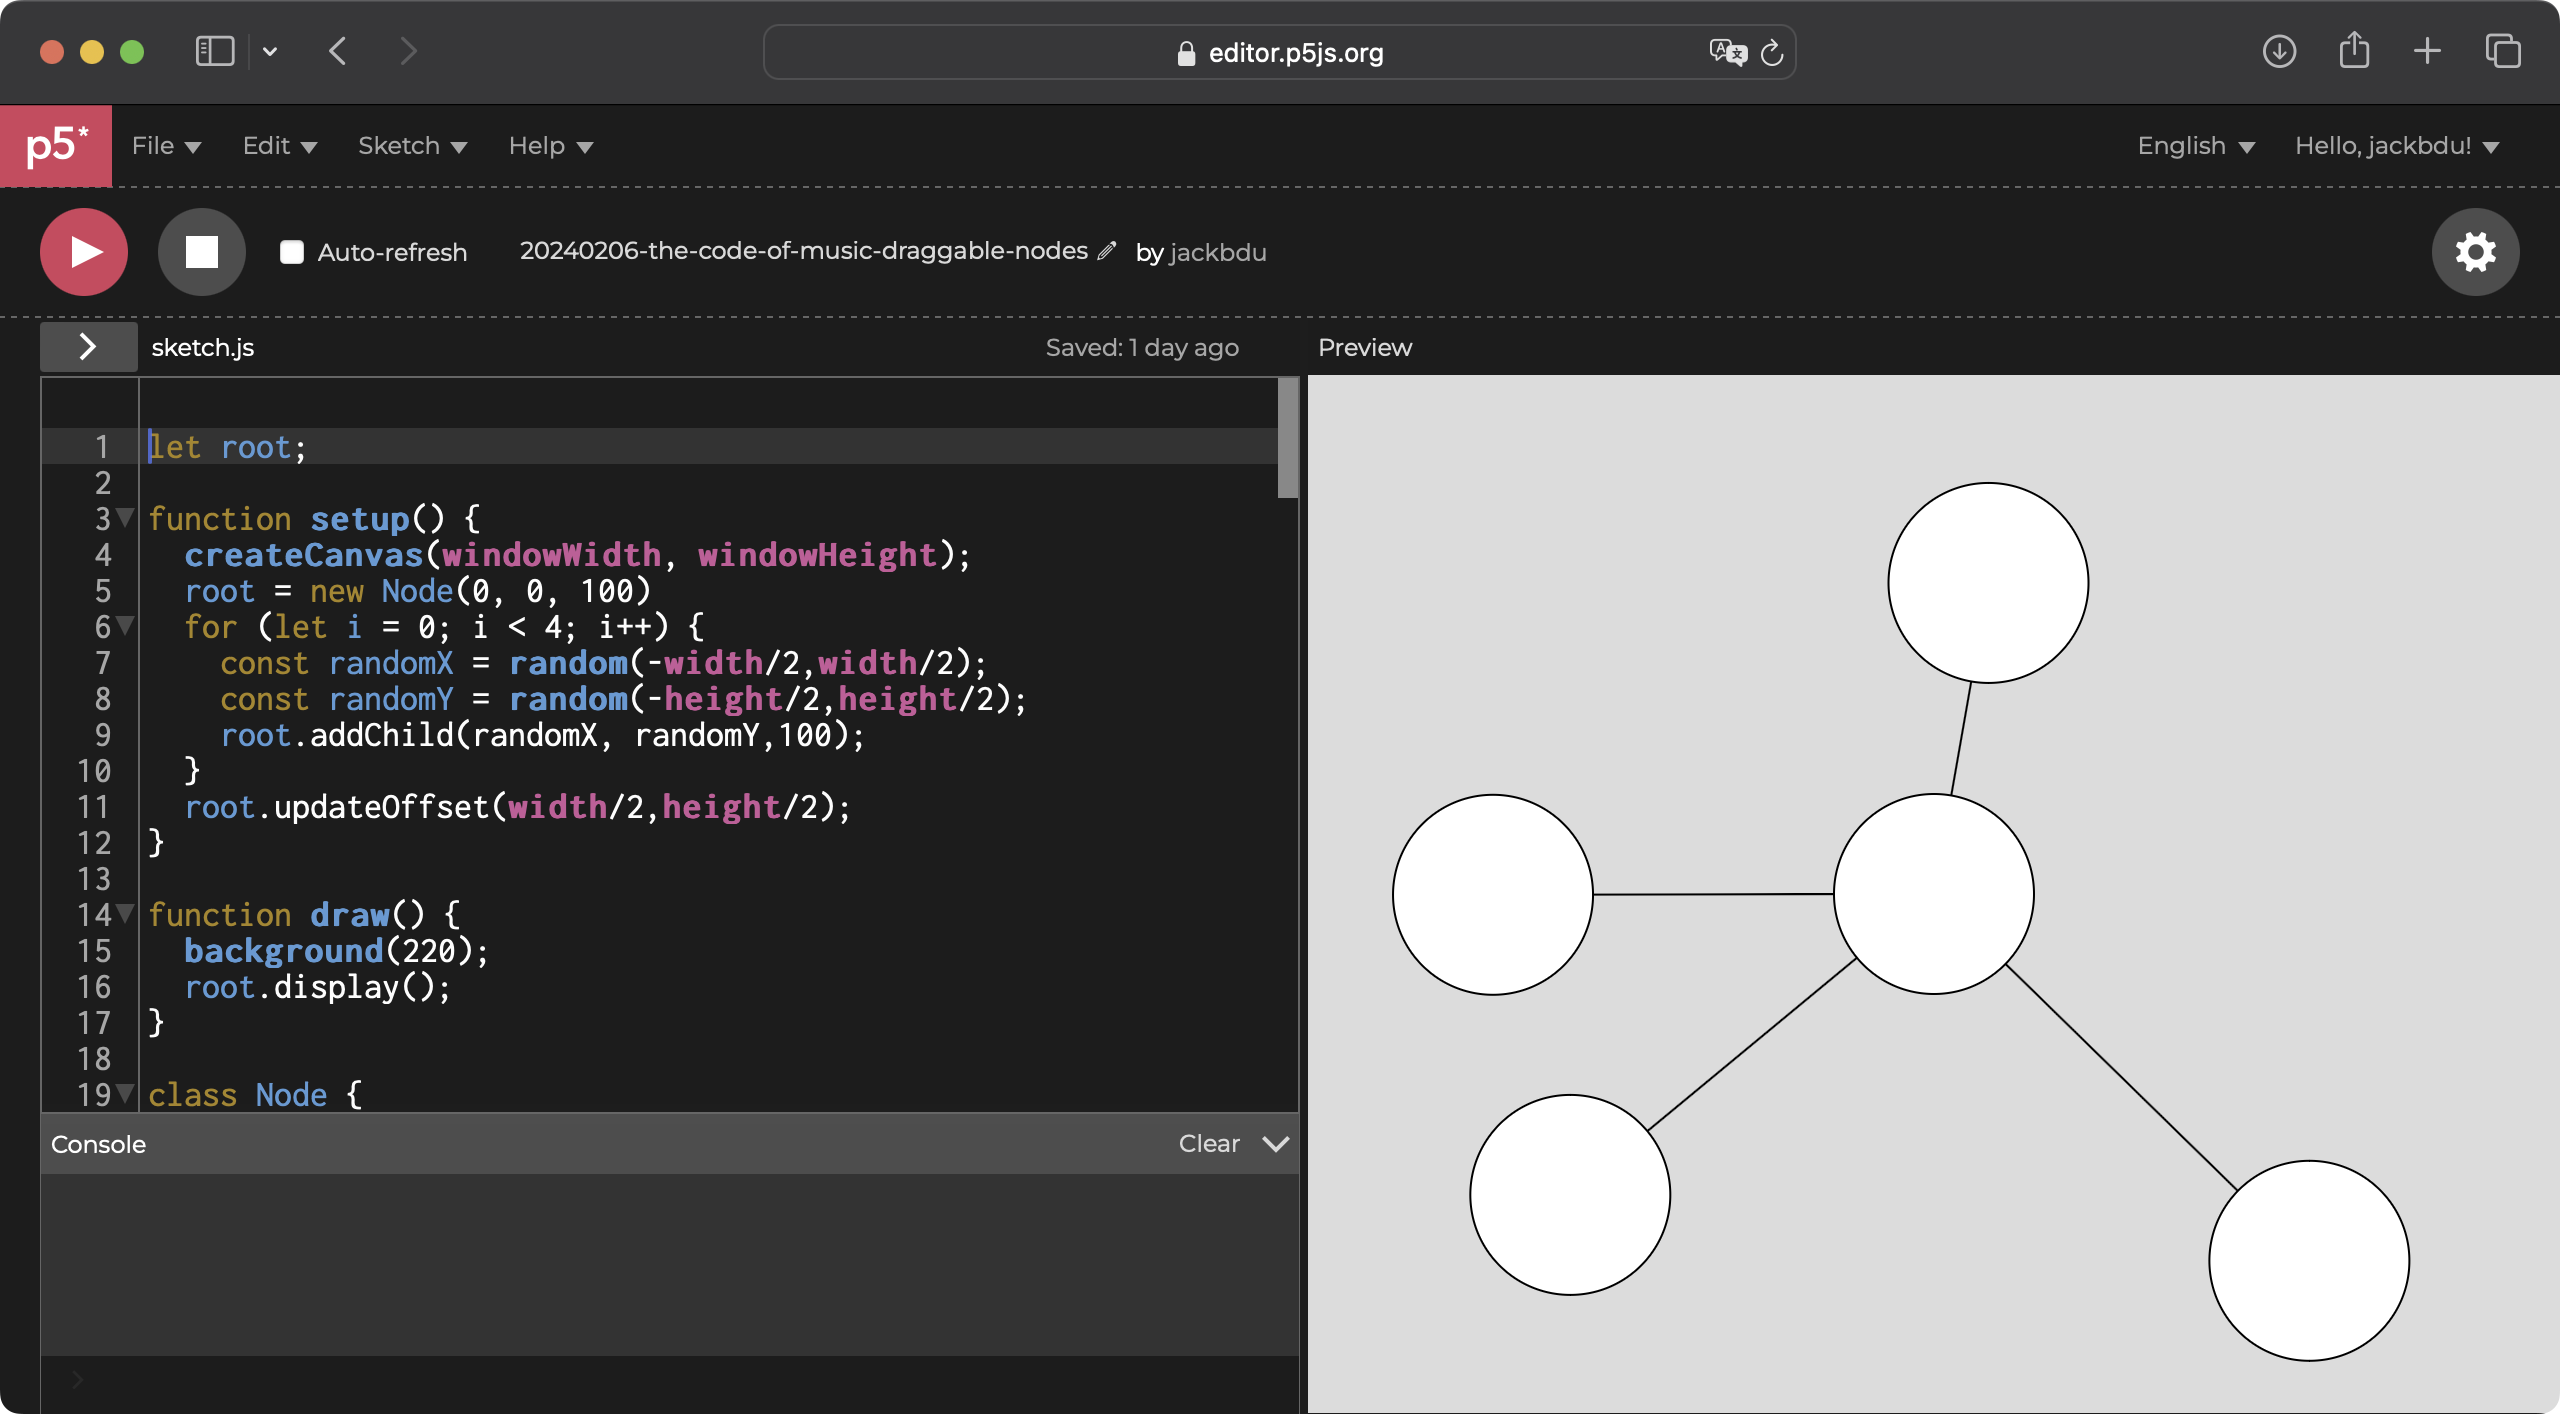 editor.p5js.org
p5* File Edit Sketch Help English Hello, jackbdu!
Auto-refresh 20240206-the-code-of-music-draggable-nodes by jackbdu
sketch.js Saved: 1 day ago Preview
1 let root;
2
3 function setup() {
4 createCanvas(windowWidth, windowHeight);
5 root = new Node(0, 0, 100)
6 for (let i = 0; i < 4; i++) {
7 const randomX = random(-width/2,width/2);
8 const randomY = random(-height/2,height/2);
9 root.addChild(randomX, randomY,100);
10 }
11 root.updateOffset(width/2,height/2);
12 }
13
14 function draw() {
15 background(220);
16 root.display();
17 }
18
19 class Node {
Console Clear